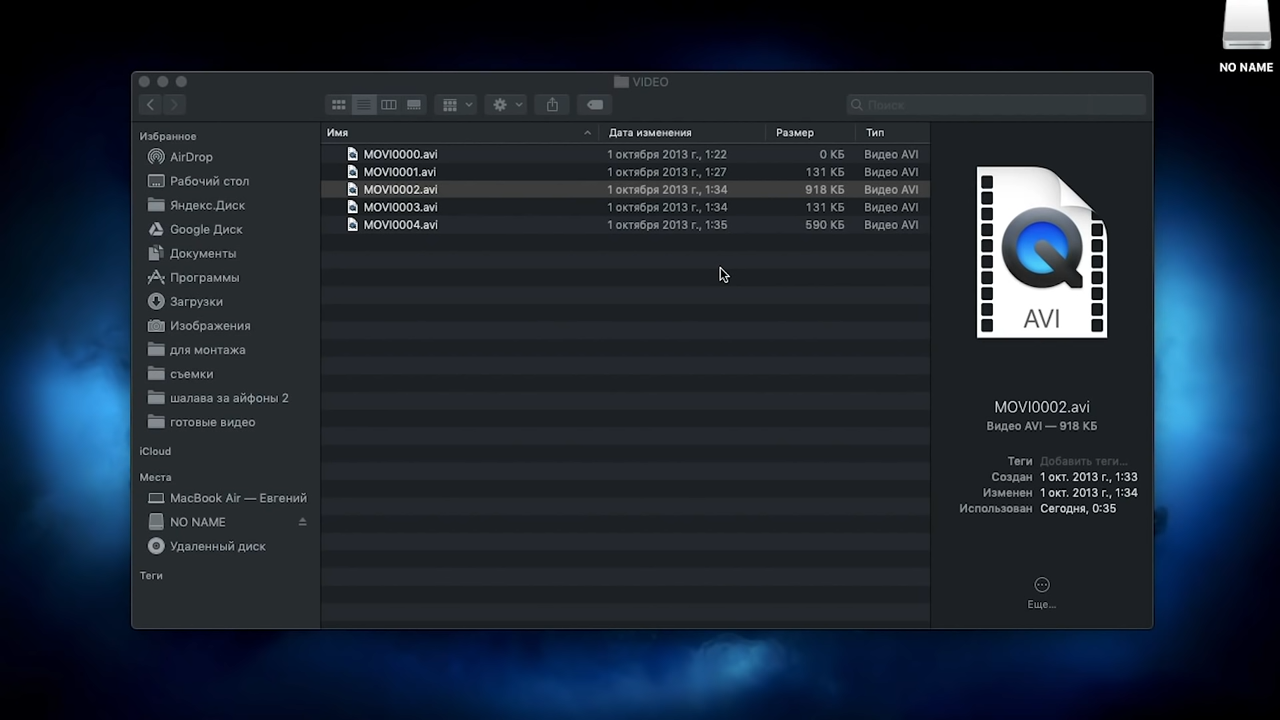 NO NAME
VIDEO
Поиск
Избранное
AirDrop
Рабочий стол
Яндекс.Диск
Google Диск
Документы
Программы
Загрузки
Изображения
для монтажа
съемки
шалава за айфоны 2
готовые видео
iCloud
Места
MacBook Air — Евгений
NO NAME
Удаленный диск
Теги
Имя Дата изменения Размер Тип
MOVI0000.avi 1 октября 2013 г., 1:22 0 КБ Видео AVI
MOVI0001.avi 1 октября 2013 г., 1:27 131 КБ Видео AVI
MOVI0002.avi 1 октября 2013 г., 1:34 918 КБ Видео AVI
MOVI0003.avi 1 октября 2013 г., 1:34 131 КБ Видео AVI
MOVI0004.avi 1 октября 2013 г., 1:35 590 КБ Видео AVI
AVI
MOVI0002.avi
Видео AVI — 918 КБ
Теги Добавить теги...
Создан 1 окт. 2013 г., 1:33
Изменен 1 окт. 2013 г., 1:34
Использован Сегодня, 0:35
Еще...